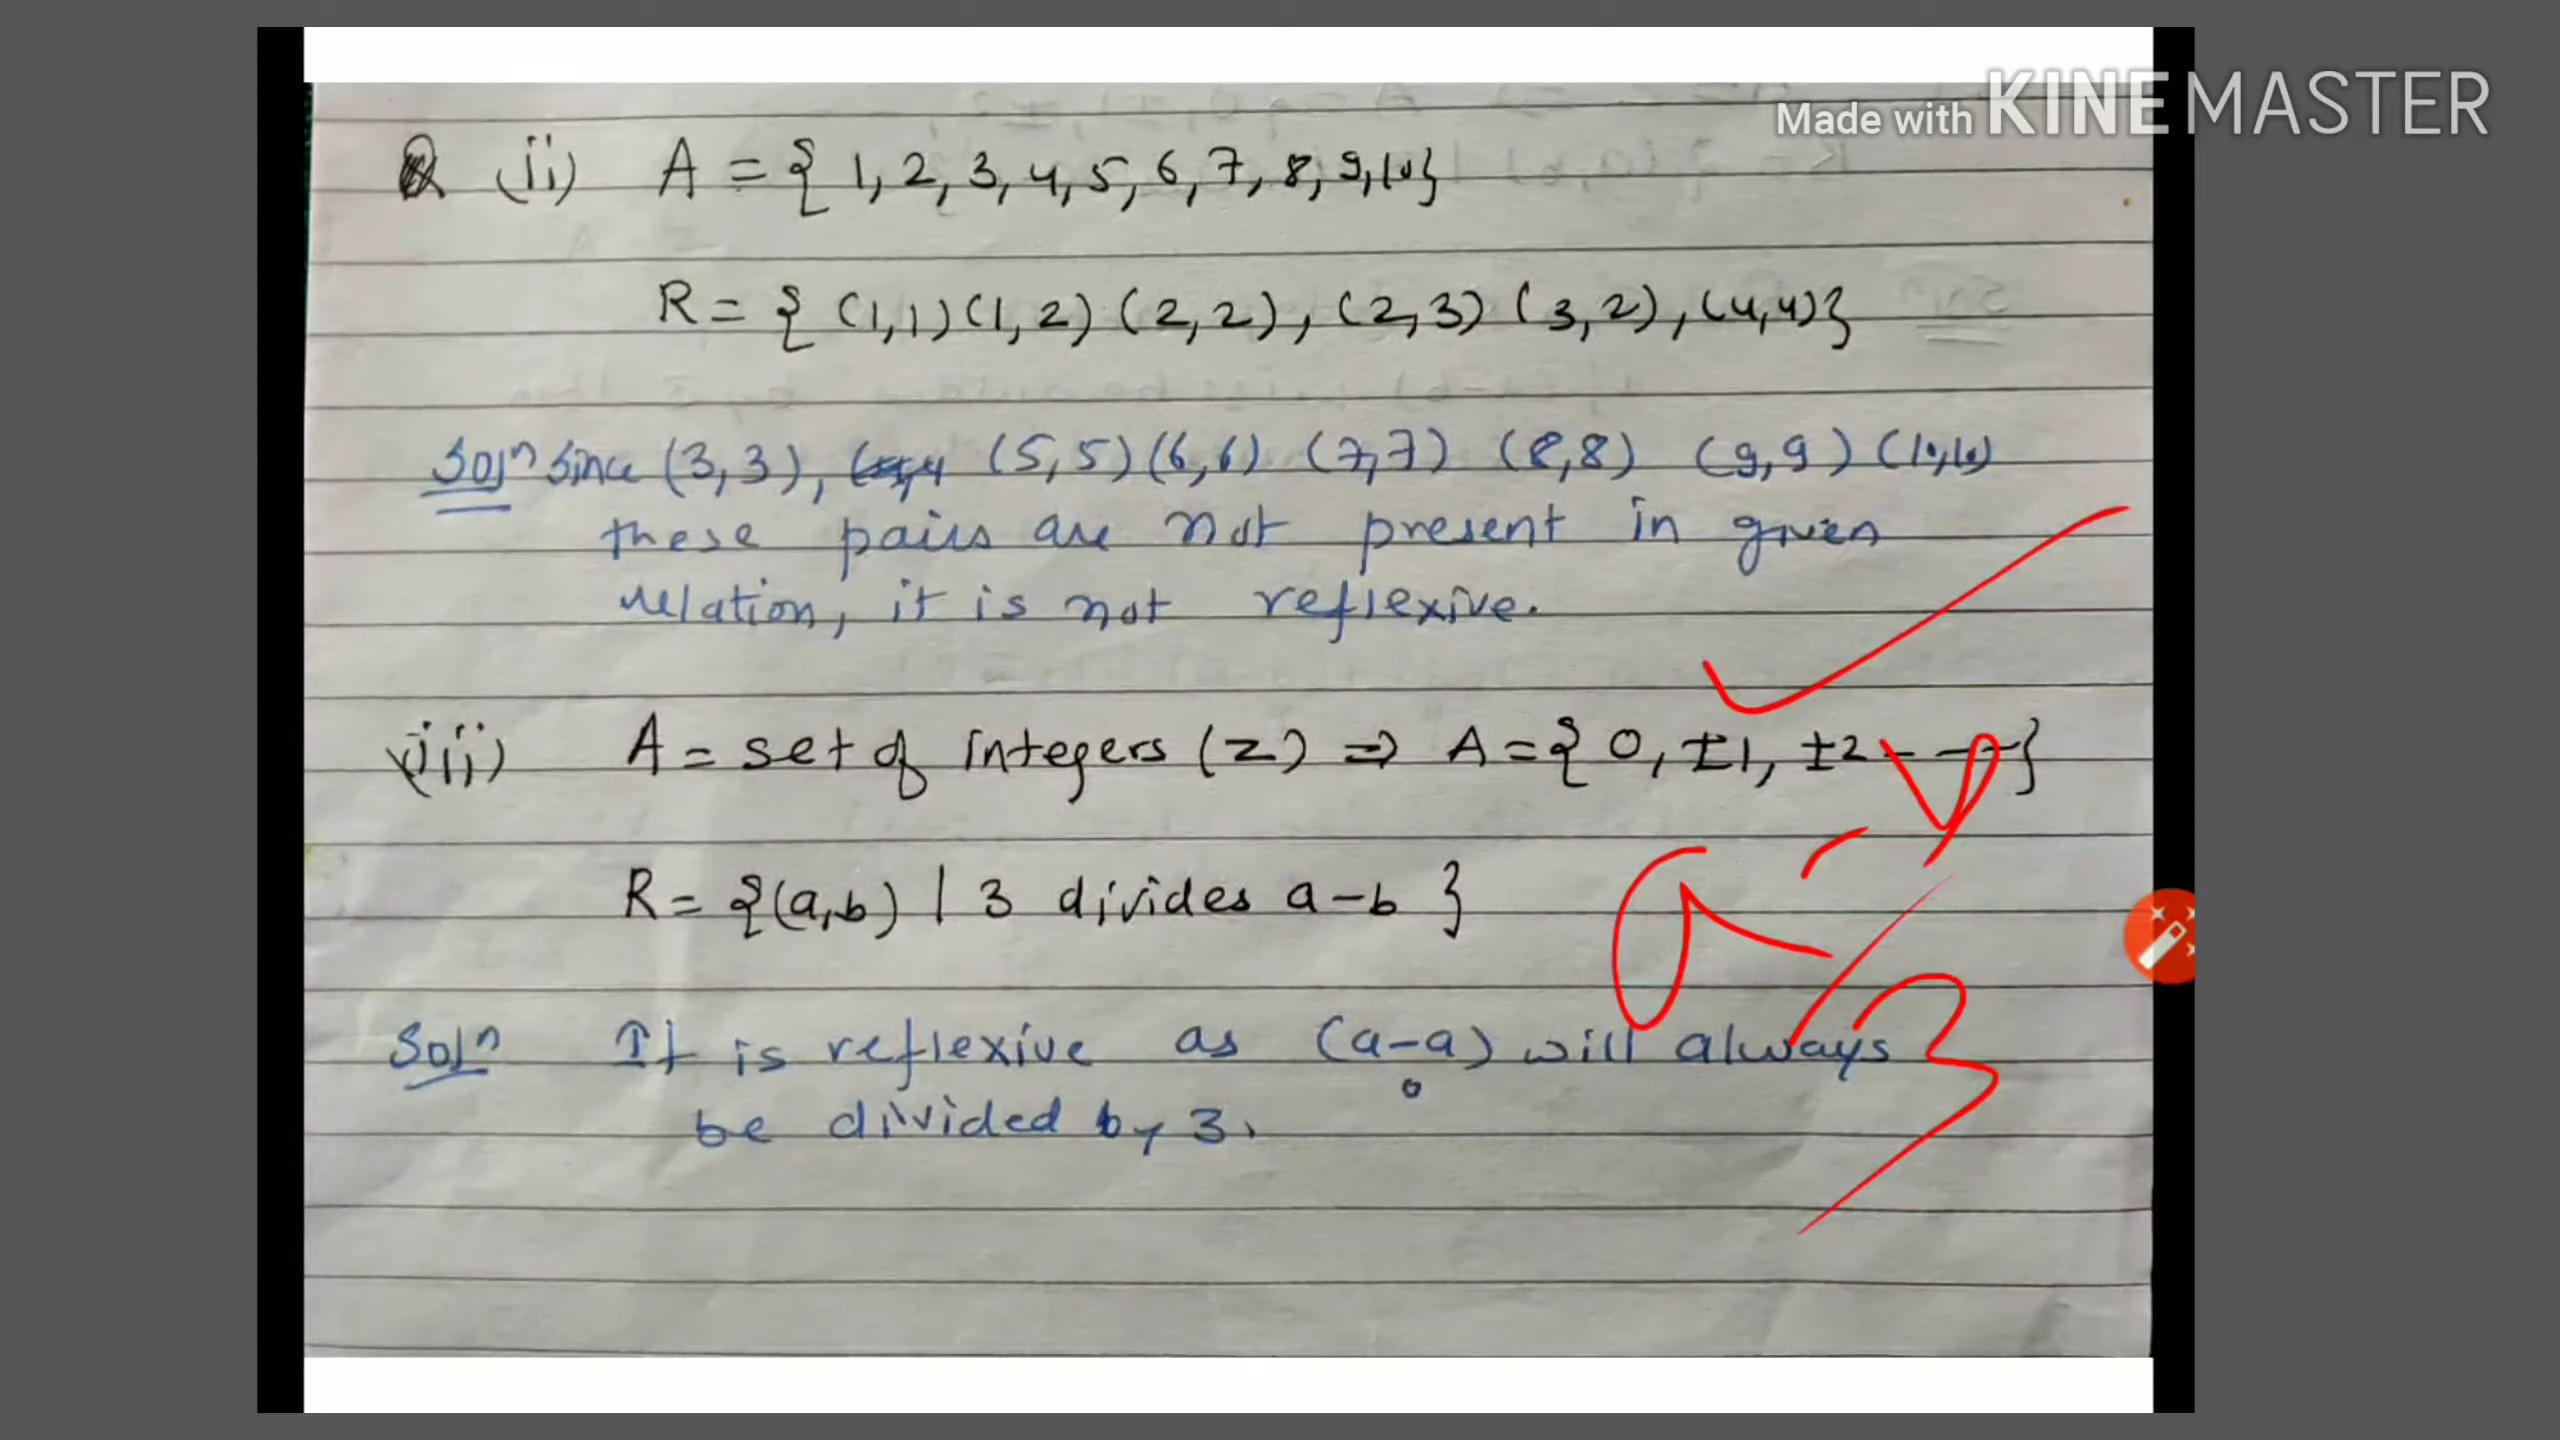 Made with KINEMASTER
(ii) A = { 1, 2, 3, 4, 5, 6, 7, 8, 9, 10}
R = { (1,1) (1,2) (2,2), (2,3) (3,2), (4,4)}
Solⁿ Since (3,3), (5,5) (6,6) (7,7) (8,8) (9,9) (10,10)
these pairs are not present in given
relation, it is not reflexive.
(iii) A = set of integers (Z) ⇒ A = { 0, ±1, ±2 - - - }
R = {(a,b) | 3 divides a-b }
Solⁿ It is reflexive as (a-a) will always
0
be divided by 3.
3